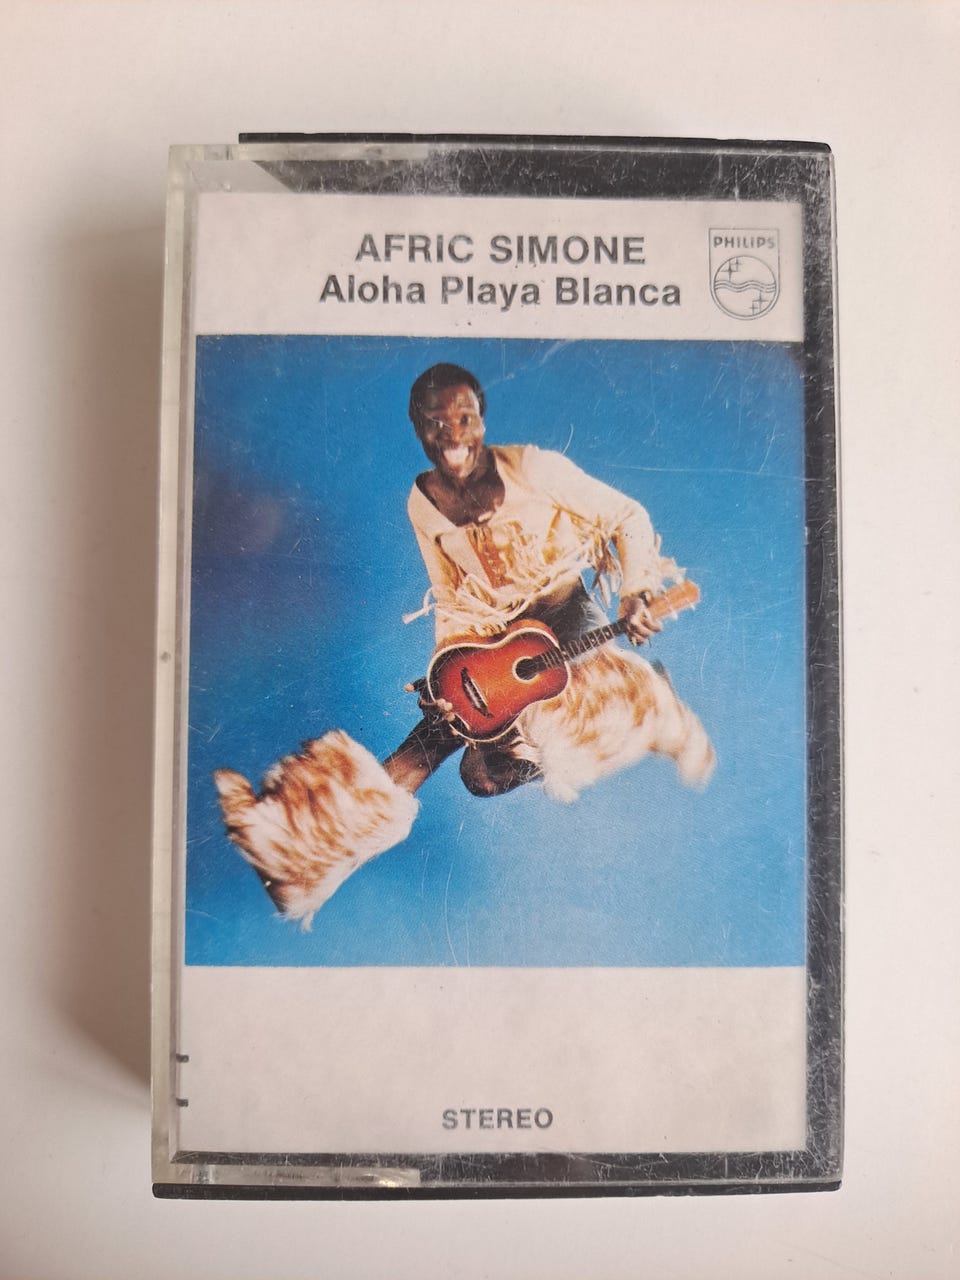 AFRIC SIMONE
Aloha Playa Blanca
PHILIPS
STEREO